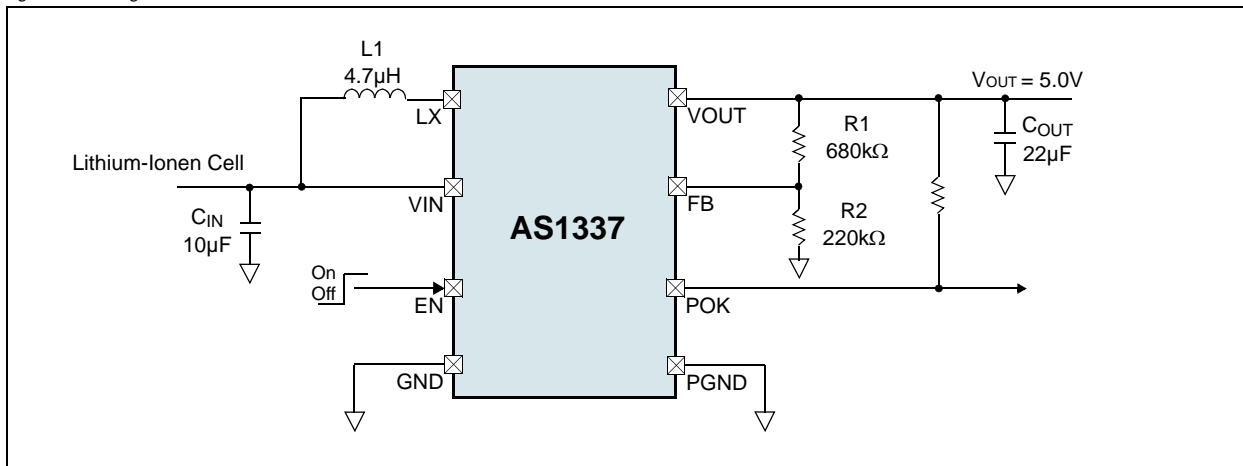 L1
4.7µH
LX
VOUT
VOUT = 5.0V
R1
680kΩ
COUT
22µF
Lithium-Ionen Cell
VIN
FB
CIN
10µF
AS1337
R2
220kΩ
On
Off
EN
POK
GND
PGND